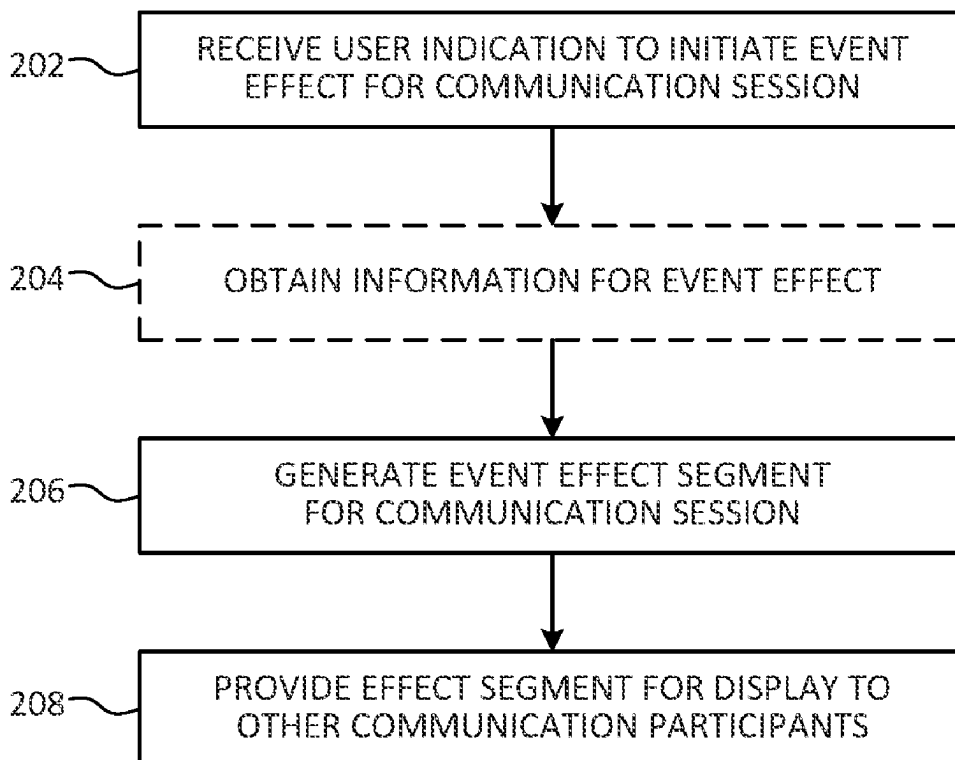 202
RECEIVE USER INDICATION TO INITIATE EVENT
EFFECT FOR COMMUNICATION SESSION
204
OBTAIN INFORMATION FOR EVENT EFFECT
206
GENERATE EVENT EFFECT SEGMENT
FOR COMMUNICATION SESSION
208
PROVIDE EFFECT SEGMENT FOR DISPLAY TO
OTHER COMMUNICATION PARTICIPANTS